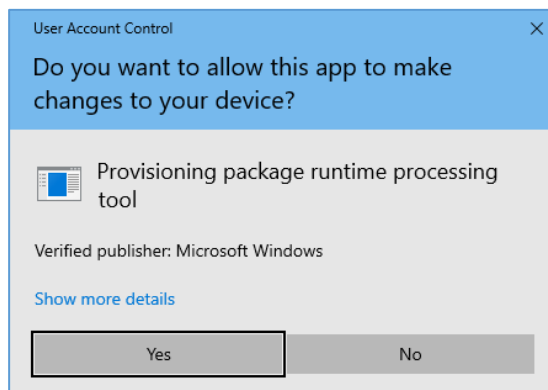 User Account Control
Do you want to allow this app to make
changes to your device?
Provisioning package runtime processing
tool
Verified publisher: Microsoft Windows
Show more details
Yes
No